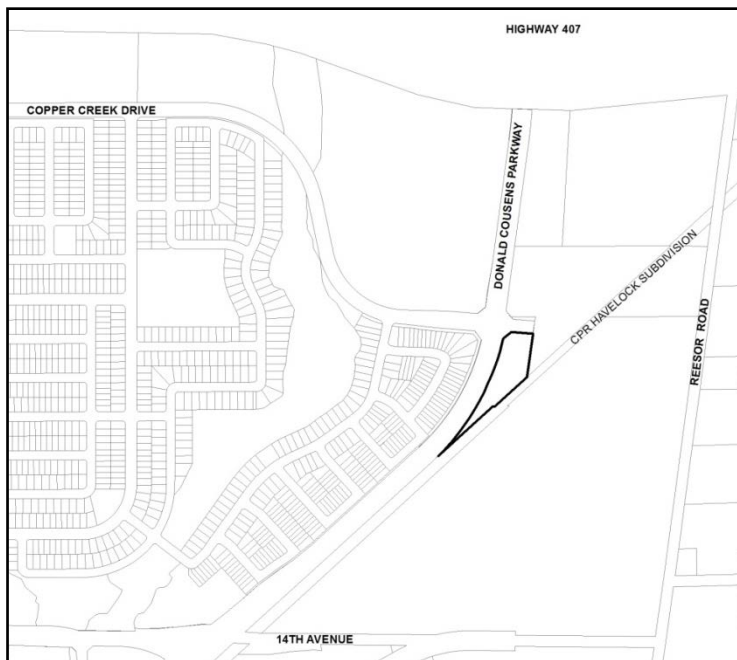 HIGHWAY 407
COPPER CREEK DRIVE
DONALD COUSENS PARKWAY
CPR HAVELOCK SUBDIVISION
REESOR ROAD
14TH AVENUE